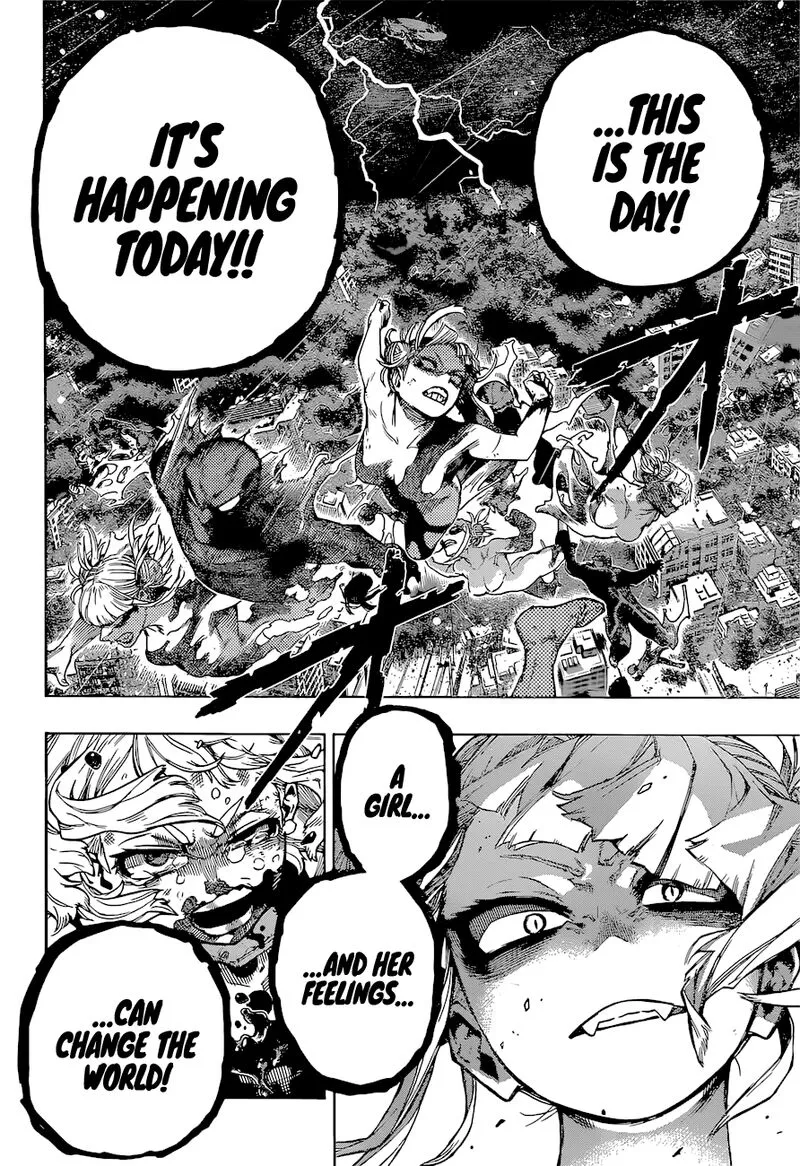 ...THIS
IS THE
DAY!
IT'S
HAPPENING
TODAY!!
A
GIRL...
...AND HER
FEELINGS...
...CAN
CHANGE THE
WORLD!